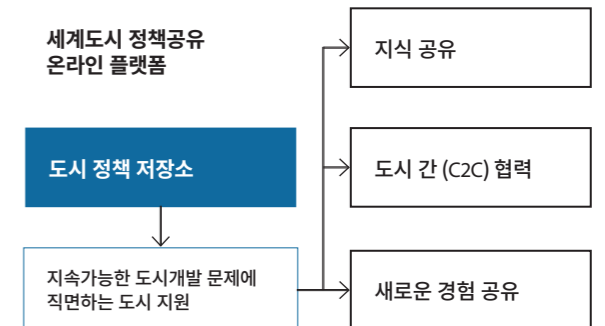 세계도시 정책공유
온라인 플랫폼
도시 정책 저장소
지속가능한 도시개발 문제에
직면하는 도시 지원
지식 공유
도시 간 (C2C) 협력
새로운 경험 공유